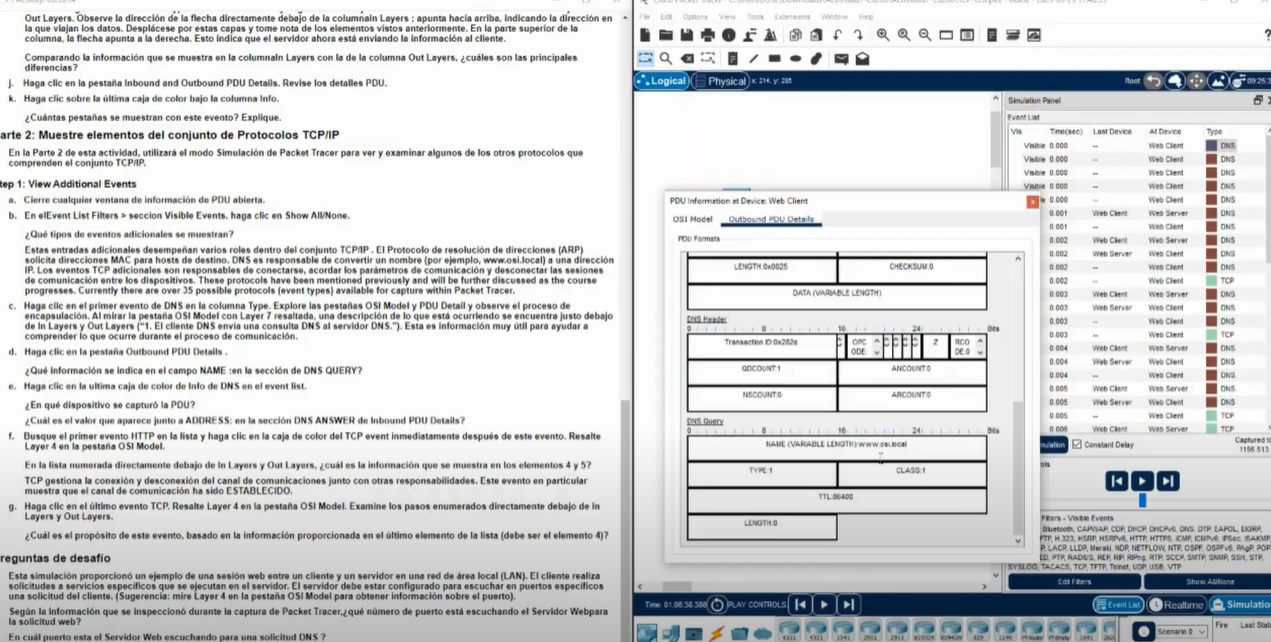 Out Layers. Observe la dirección de la flecha directamente debajo de la columnaIn Layers ; apunta hacia arriba, indicando la dirección en
la que viajan los datos. Desplácese por estas capas y tome nota de los elementos vistos anteriormente. En la parte superior de la
columna, la flecha apunta a la derecha. Esto indica que el servidor ahora está enviando la información al cliente.
Comparando la información que se muestra en la columnaIn Layers con la de la columna Out Layers, ¿cuáles son las principales
diferencias?
j. Haga clic en la pestaña Inbound and Outbound PDU Details. Revise los detalles PDU.
k. Haga clic sobre la última caja de color bajo la columna Info.
¿Cuántas pestañas se muestran con este evento? Explique.
arte 2: Muestre elementos del conjunto de Protocolos TCP/IP
En la Parte 2 de esta actividad, utilizará el modo Simulación de Packet Tracer para ver y examinar algunos de los otros protocolos que
comprenden el conjunto TCP/IP.
tep 1: View Additional Events
a. Cierre cualquier ventana de información de PDU abierta.
b. En elEvent List Filters > seccion Visible Events, haga clic en Show All/None.
¿Qué tipos de eventos adicionales se muestran?
Estas entradas adicionales desempeñan varios roles dentro del conjunto TCP/IP . El Protocolo de resolución de direcciones (ARP)
solicita direcciones MAC para hosts de destino. DNS es responsable de convertir un nombre (por ejemplo, www.osi.local) a una dirección
IP. Los eventos TCP adicionales son responsables de conectarse, acordar los parámetros de comunicación y desconectar las sesiones
de comunicación entre los dispositivos. These protocols have been mentioned previously and will be further discussed as the course
progresses. Currently there are over 35 possible protocols (event types) available for capture within Packet Tracer.
c. Haga clic en el primer evento de DNS en la columna Type. Explore las pestañas OSI Model y PDU Detail y observe el proceso de
encapsulación. Al mirar la pestaña OSI Model con Layer 7 resaltada, una descripción de lo que está ocurriendo se encuentra justo debajo
de In Layers y Out Layers ("1. El cliente DNS envía una consulta DNS al servidor DNS."). Esta es información muy útil para ayudar a
comprender lo que ocurre durante el proceso de comunicación.
d. Haga clic en la pestaña Outbound PDU Details .
¿Qué información se indica en el campo NAME :en la sección de DNS QUERY?
e. Haga clic en la ultima caja de color de Info de DNS en el event list.
¿En qué dispositivo se capturó la PDU?
¿Cuál es el valor que aparece junto a ADDRESS: en la sección DNS ANSWER de Inbound PDU Details?
f. Busque el primer evento HTTP en la lista y haga clic en la caja de color del TCP event inmediatamente después de este evento. Resalte
Layer 4 en la pestaña OSI Model.
En la lista numerada directamente debajo de In Layers y Out Layers, ¿cuál es la información que se muestra en los elementos 4 y 5?
TCP gestiona la conexión y desconexión del canal de comunicaciones junto con otras responsabilidades. Este evento en particular
muestra que el canal de comunicación ha sido ESTABLECIDO.
g. Haga clic en el último evento TCP. Resalte Layer 4 en la pestaña OSI Model. Examine los pasos enumerados directamente debajo de In
Layers y Out Layers.
¿Cuál es el propósito de este evento, basado en la información proporcionada en el último elemento de la lista (debe ser el elemento 4)?
reguntas de desafío
Esta simulación proporcionó un ejemplo de una sesión web entre un cliente y un servidor en una red de área local (LAN). El cliente realiza
solicitudes a servicios específicos que se ejecutan en el servidor. El servidor debe estar configurado para escuchar en puertos específicos
una solicitud del cliente. (Sugerencia: mire Layer 4 en la pestaña OSI Model para obtener información sobre el puerto).
Según la información que se inspeccionó durante la captura de Packet Tracer,¿qué número de puerto está escuchando el Servidor Webpara
la solicitud web?
En cuál puerto esta el Servidor Web escuchando para una solicitud DNS ?
File Edit Options View Tools Extensions Window Help
Logical Physical x: 214, y: 285 Root 09:25:3
Simulation Panel
Event List
Vis. Time(sec) Last Device At Device Type
Visible 0.000 -- Web Client DNS
Visible 0.000 -- Web Client DNS
Visible 0.000 -- Web Client DNS
Visible 0.000 -- Web Client DNS
0.000 -- Web Client DNS
0.001 Web Client Web Server DNS
0.001 -- Web Client DNS
0.002 Web Client Web Server DNS
0.002 Web Server Web Client DNS
0.002 -- Web Client DNS
0.002 -- Web Client TCP
0.003 Web Client Web Server DNS
0.003 Web Server Web Client DNS
0.003 -- Web Client DNS
0.003 -- Web Client TCP
0.004 Web Client Web Server DNS
0.004 Web Server Web Client DNS
0.004 -- Web Client DNS
0.005 Web Client Web Server DNS
0.005 Web Server Web Client DNS
0.005 -- Web Client TCP
0.006 Web Client Web Server DNS
PDU Information at Device: Web Client
OSI Model Outbound PDU Details
PDU Formats
LENGTH:0x0025 CHECKSUM:0
DATA (VARIABLE LENGTH)
DNS Header
0 8 16 24 Bits
Transaction ID:0x282e OPC ODE: Z RCO DE:0
QDCOUNT:1 ANCOUNT:0
NSCOUNT:0 ARCOUNT:0
DNS Query
0 8 16 24 Bits
NAME (VARIABLE LENGTH):www.osi.local
TYPE:1 CLASS:1
TTL:86400
LENGTH:0
Constant Delay Captured to
1156.513
Filters - Visible Events
Bluetooth, CAPWAP, CDP, DHCP, DHCPv6, DNS, DTP, EAPOL, EIGRP,
FTP, H.323, HSRP, HSRPv6, HTTP, HTTPS, ICMP, ICMPv6, IPSec, ISAKMP,
LACP, LLDP, Meraki, NDP, NETFLOW, NTP, OSPF, OSPFv6, PAgP, POP
PTP, RADIUS, REP, RIP, RIPng, RTP, SCCP, SMTP, SNMP, SSH, STP,
SYSLOG, TACACS, TCP, TFTP, Telnet, UDP, USB, VTP
Edit Filters Show All/None
Time: 01:06:38.388 PLAY CONTROLS: Event List Realtime Simulatio
Scenario 0 Fire Last Statu